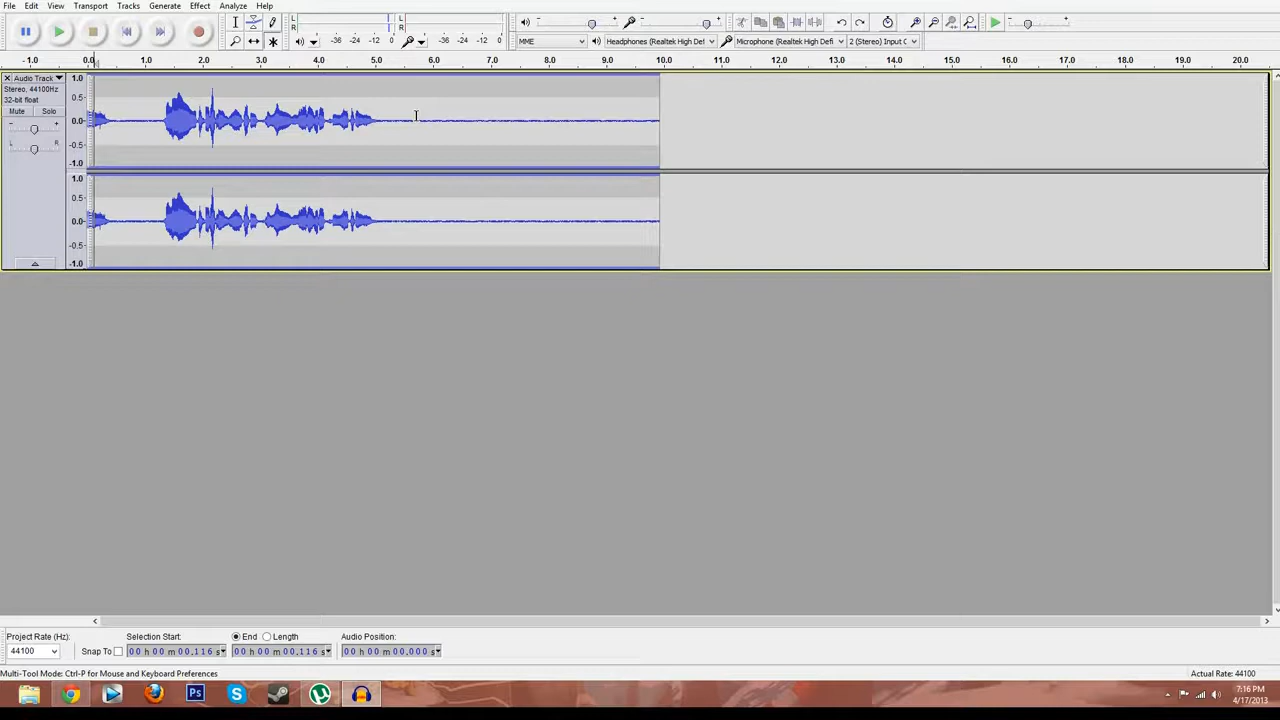 File Edit View Transport Tracks Generate Effect Analyze Help
L R L R
-36 -24 -12 0 -36 -24 -12 0
MME Headphones (Realtek High Def Microphone (Realtek High Defi 2 (Stereo) Input C
- 1.0 0.0 1.0 2.0 3.0 4.0 5.0 6.0 7.0 8.0 9.0 10.0 11.0 12.0 13.0 14.0 15.0 16.0 17.0 18.0 19.0 20.0
Audio Track
Stereo, 44100Hz
32-bit float
Mute Solo
- +
L R
1.0
0.5
0.0
-0.5
-1.0
1.0
0.5
0.0
-0.5
-1.0
Project Rate (Hz): Selection Start: End Length Audio Position:
44100 Snap To 00 h 00 m 00.116 s 00 h 00 m 00.116 s 00 h 00 m 00.000 s
Multi-Tool Mode: Ctrl-P for Mouse and Keyboard Preferences Actual Rate: 44100
Ps
7:16 PM
4/17/2013